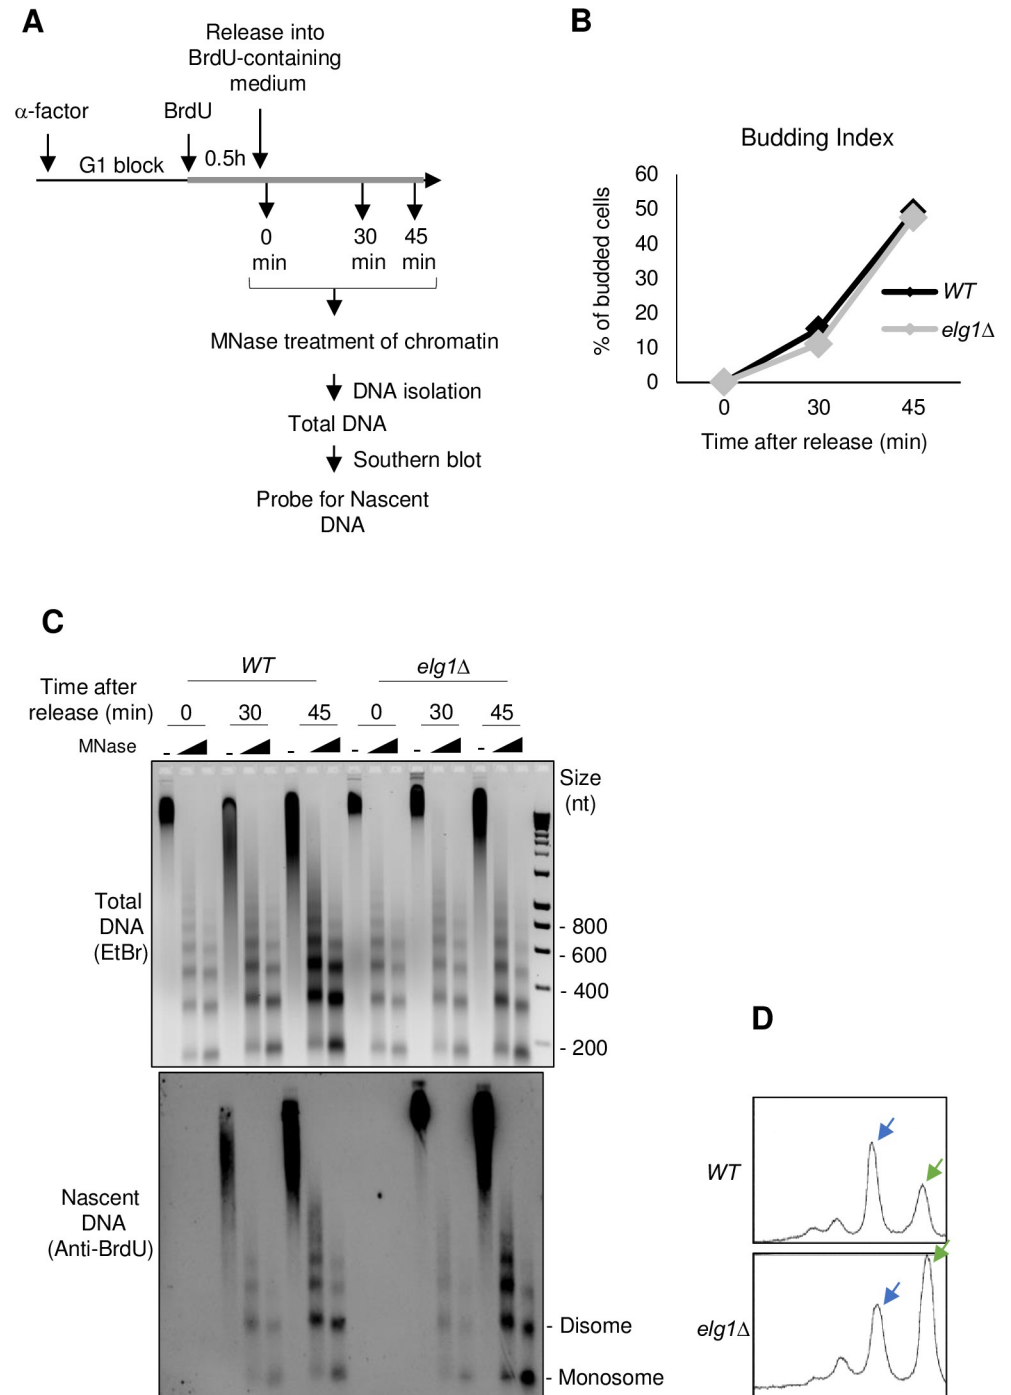 A
Release into
BrdU-containing
medium
α-factor
BrdU
G1 block
0.5h
0
min
30
min
45
min
MNase treatment of chromatin
DNA isolation
Total DNA
Southern blot
Probe for Nascent
DNA
B
Budding Index
% of budded cells
60
50
40
30
20
10
0
0 30 45
Time after release (min)
WT
elg1Δ
C
WT elg1Δ
Time after
release (min)
0 30 45 0 30 45
MNase
- - - - - -
Size
(nt)
Total
DNA
(EtBr)
- 800
- 600
- 400
- 200
Nascent
DNA
(Anti-BrdU)
- Disome
- Monosome
D
WT
elg1Δ